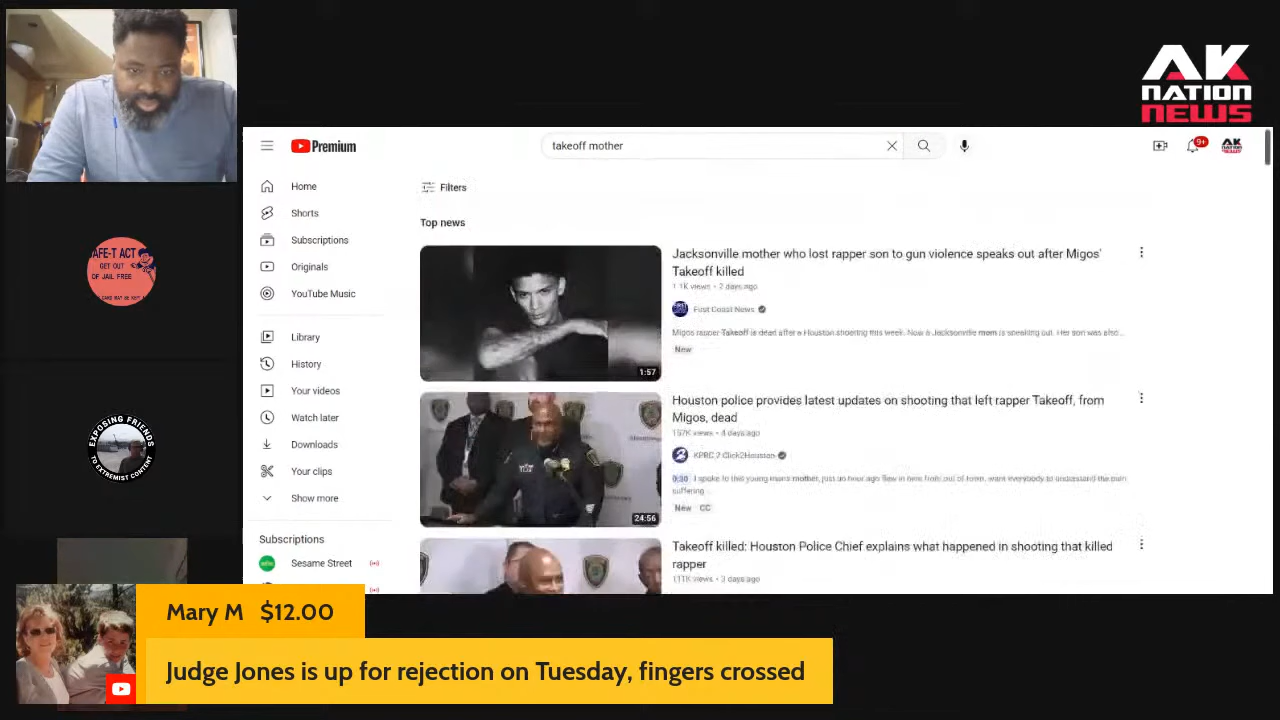 AK
NATION
NEWS
Premium
takeoff mother
9+
Home
Shorts
Subscriptions
Originals
YouTube Music
Library
History
Your videos
Watch later
Downloads
Your clips
Show more
Subscriptions
Sesame Street
Filters
Top news
Jacksonville mother who lost rapper son to gun violence speaks out after Migos'
Takeoff killed
1.1K views • 2 days ago
First Coast News
Migos rapper Takeoff is dead after a Houston shooting this week. Now a Jacksonville mom is speaking out. Her son was also...
New
1:57
Houston police provides latest updates on shooting that left rapper Takeoff, from
Migos, dead
157K views • 4 days ago
KPRC 2 Click2Houston
0:30 I spoke to this young man's mother, just an hour ago flew in here from out of town. want everybody to understand the pain
suffering...
New CC
24:56
Takeoff killed: Houston Police Chief explains what happened in shooting that killed
rapper
111K views • 3 days ago
AFE-T ACT
GET OUT
OF JAIL FREE
EXPOSING FRIENDS
TO EXTREMIST CONTENT
Mary M $12.00
Judge Jones is up for rejection on Tuesday, fingers crossed